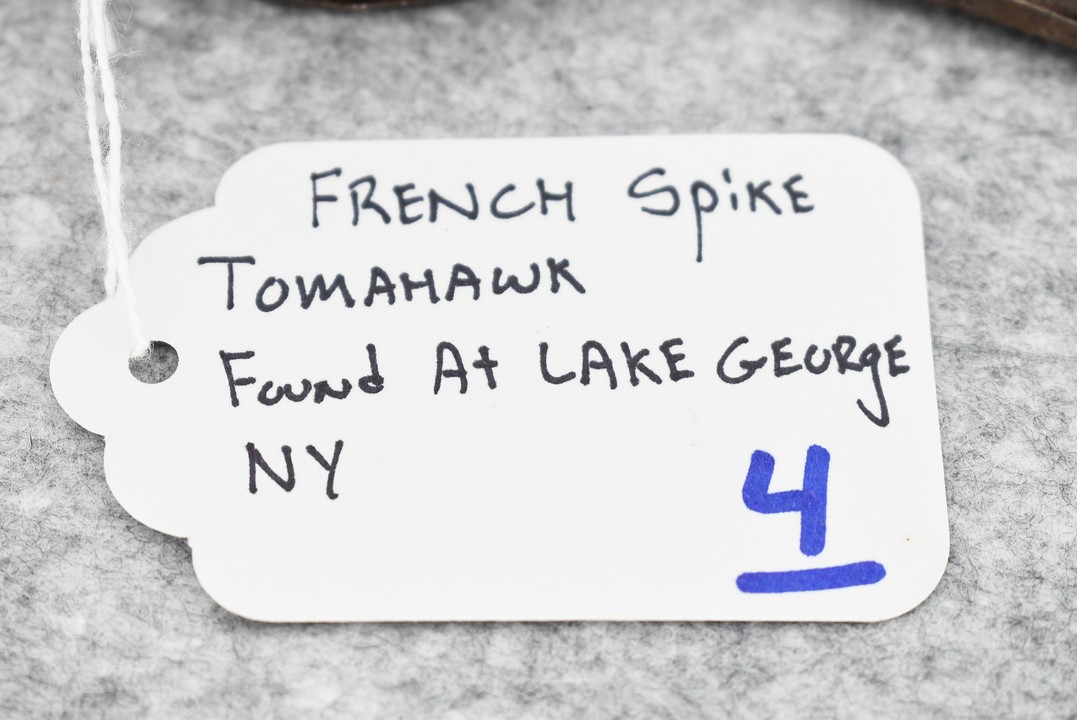 FRENCH SpiKE
TOMAHAWK
Found At LAKE GEORgE
NY
4